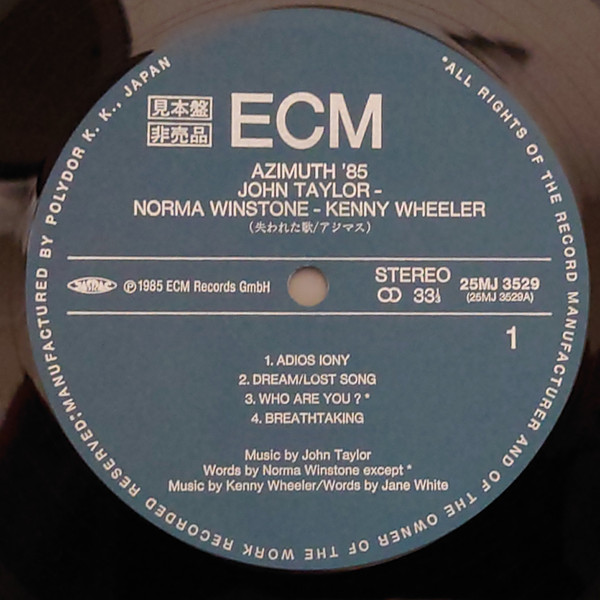 見本盤
非売品
ECM
AZIMUTH '85
JOHN TAYLOR -
NORMA WINSTONE - KENNY WHEELER
(失われた歌/アジマス)
JASRAC
Ⓟ1985 ECM Records GmbH
STEREO
33⅓
25MJ 3529
(25MJ 3529A)
1
1. ADIOS IONY
2. DREAM/LOST SONG
3. WHO ARE YOU ? *
4. BREATHTAKING
Music by John Taylor
Words by Norma Winstone except *
Music by Kenny Wheeler/Words by Jane White
"ALL RIGHTS OF THE RECORD MANUFACTURER AND OF THE OWNER OF THE WORK RECORDED RESERVED" MANUFACTURED BY POLYDOR K. K., JAPAN